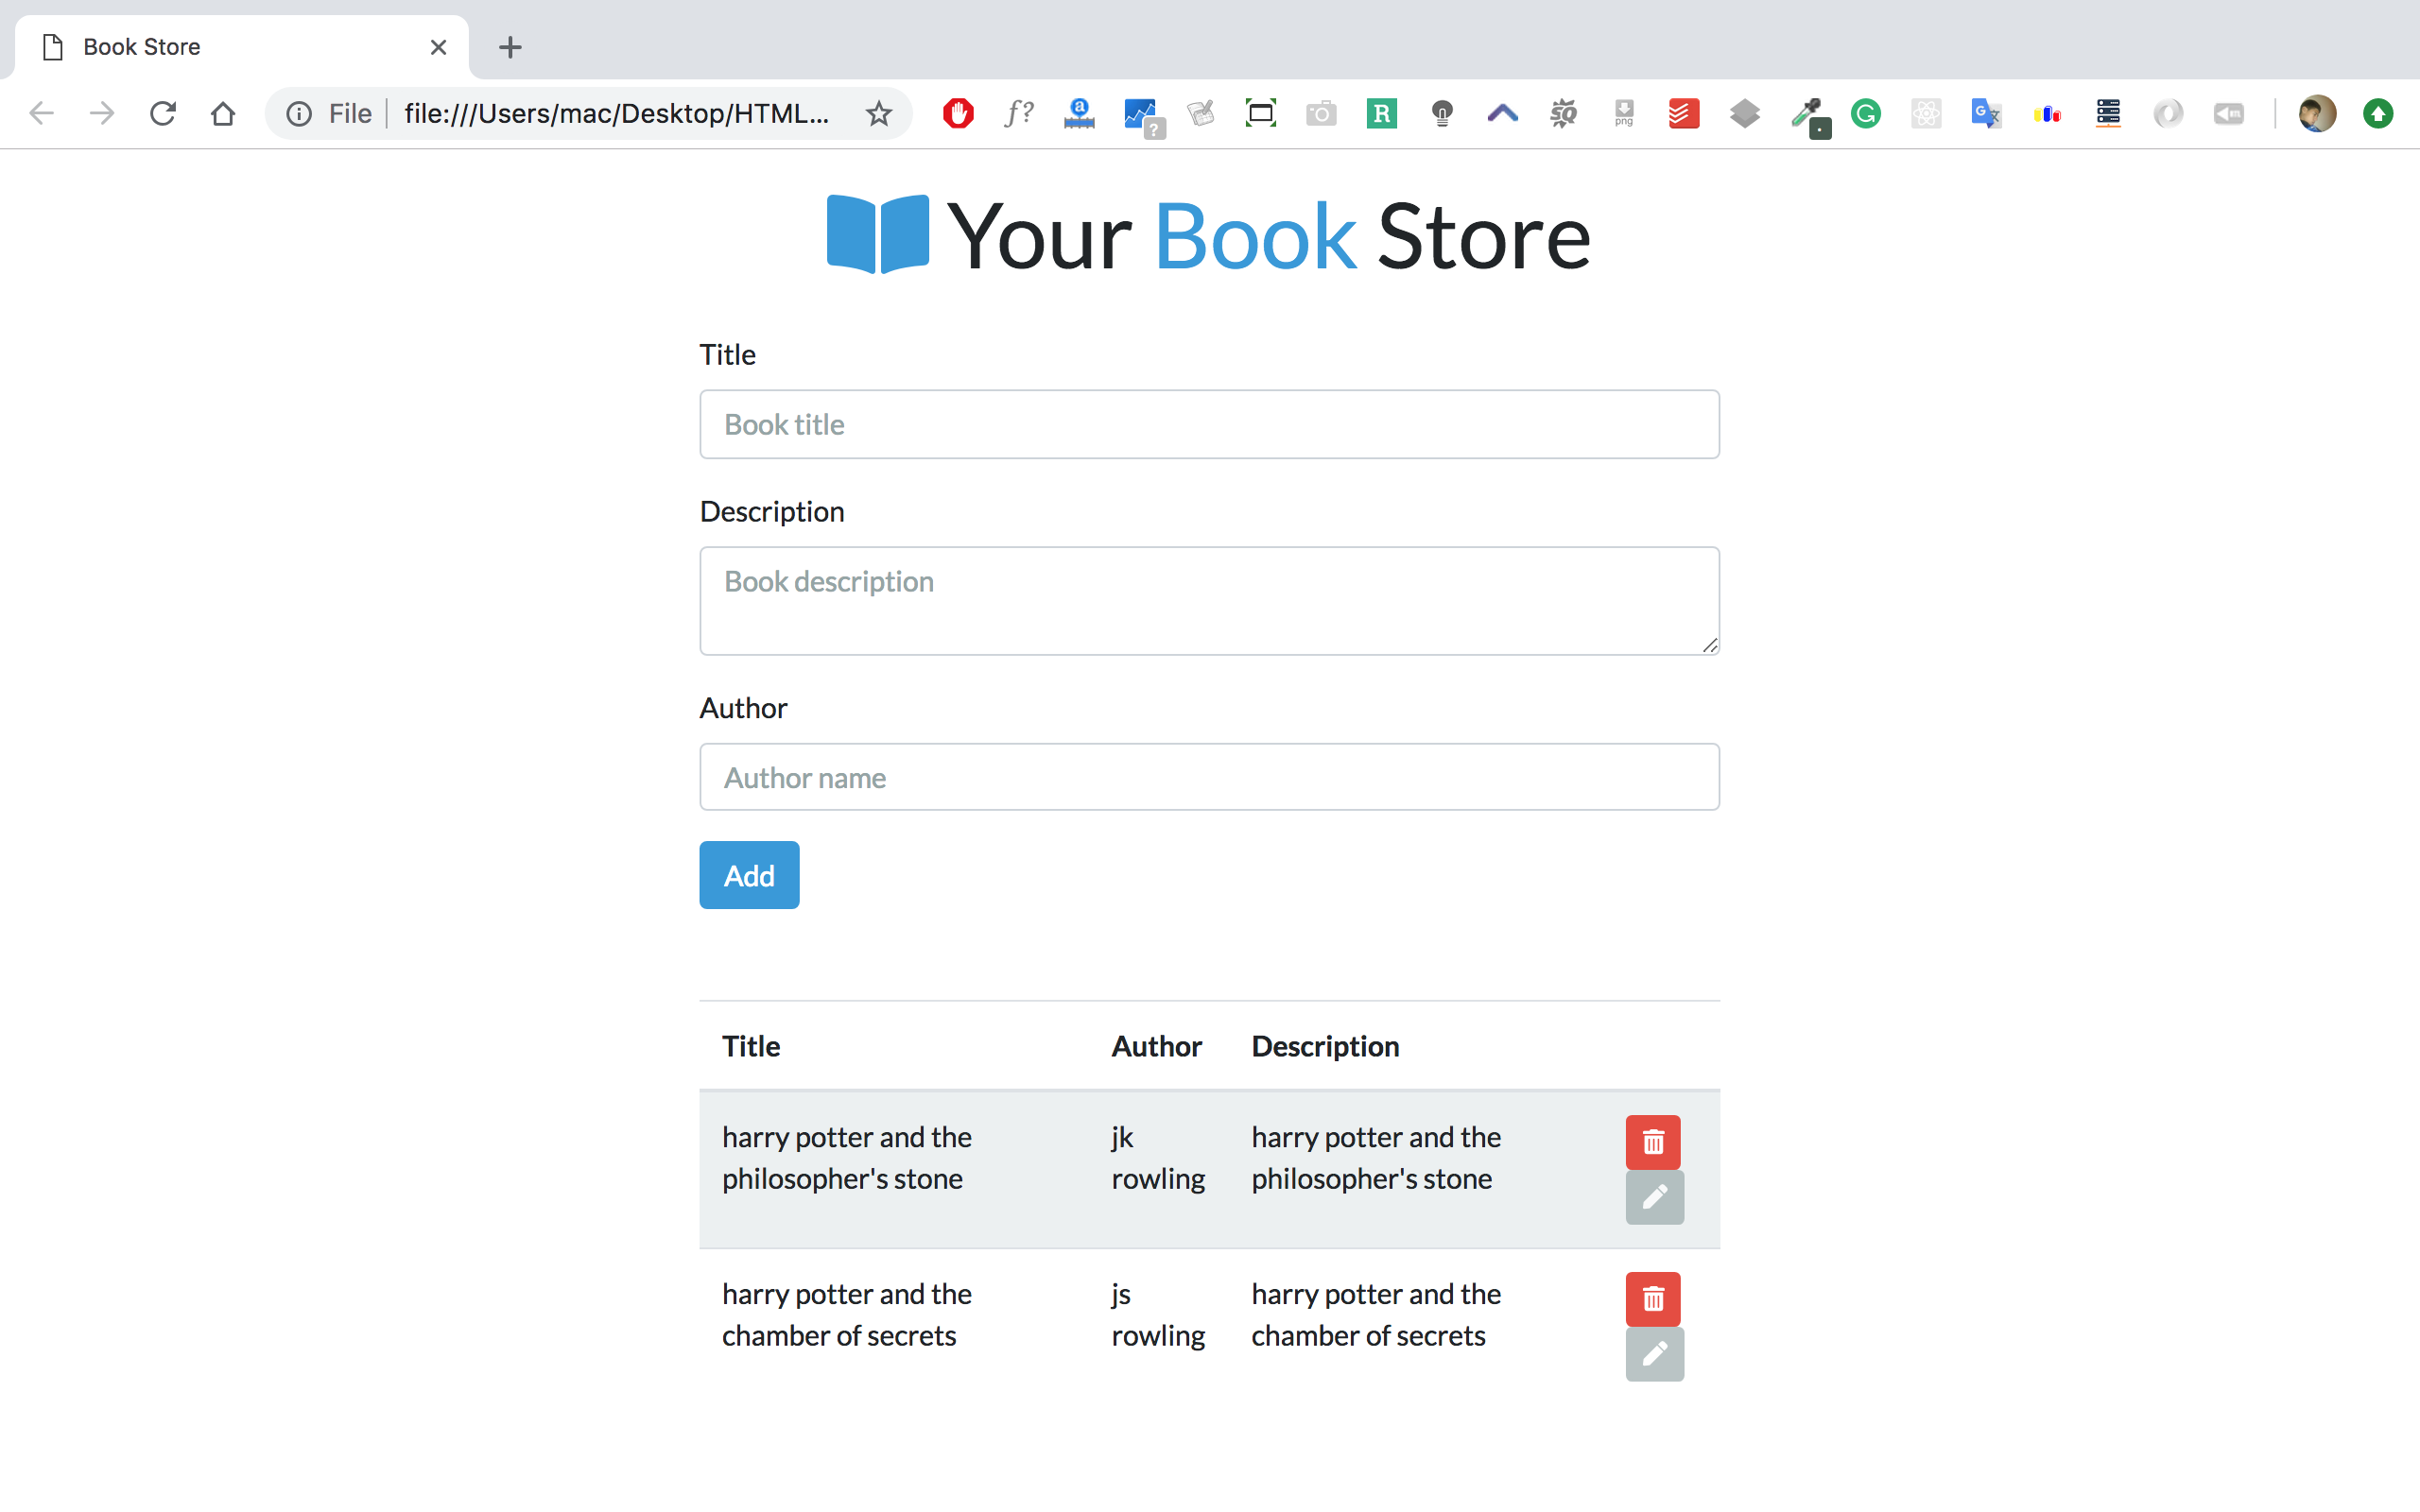 Book Store
File file:///Users/mac/Desktop/HTML...
f?
a
?
R
png
G
Your Book Store
Title
Book title
Description
Book description
Author
Author name
Add
Title Author Description
harry potter and the jk harry potter and the
philosopher's stone rowling philosopher's stone
harry potter and the js harry potter and the
chamber of secrets rowling chamber of secrets